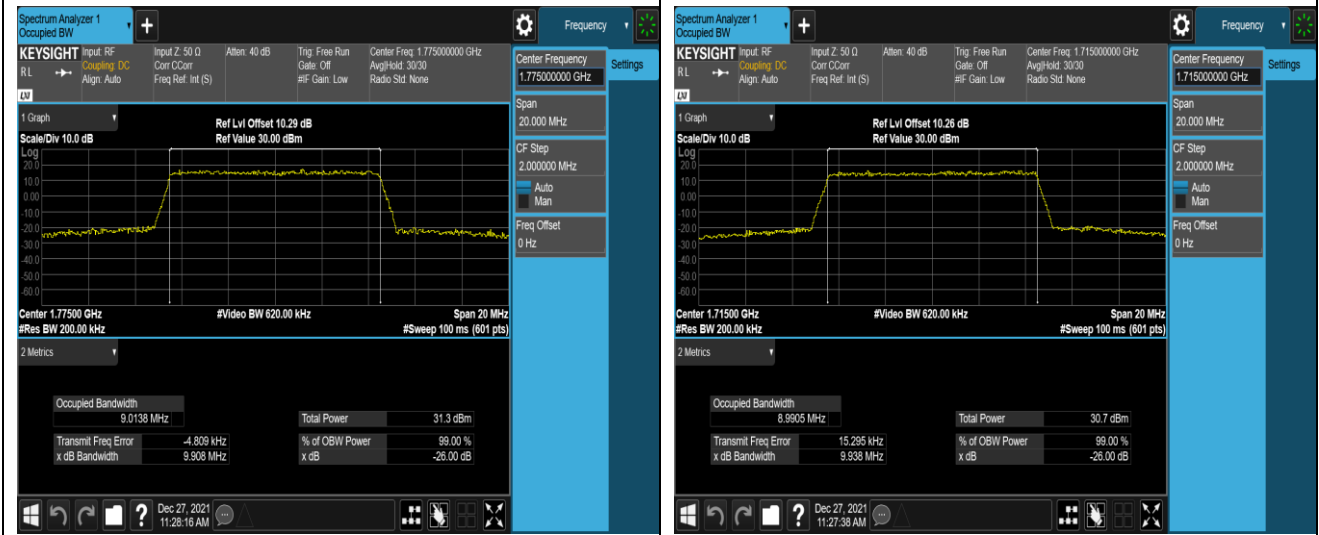 Spectrum Analyzer 1
Occupied BW
+
Frequency
KEYSIGHT
RL
LXI
Input: RF
Coupling: DC
Align: Auto
Input Z: 50 Ω
Corr CCorr
Freq Ref: Int (S)
Atten: 40 dB
Trig: Free Run
Gate: Off
#IF Gain: Low
Center Freq: 1.775000000 GHz
Avg|Hold: 30/30
Radio Std: None
Center Frequency
1.775000000 GHz
Settings
Span
20.000 MHz
CF Step
2.000000 MHz
Auto
Man
Freq Offset
0 Hz
1 Graph
Scale/Div 10.0 dB
Ref Lvl Offset 10.29 dB
Ref Value 30.00 dBm
Log
20.0
10.0
0.00
-10.0
-20.0
-30.0
-40.0
-50.0
-60.0
Center 1.77500 GHz
#Video BW 620.00 kHz
Span 20 MHz
#Res BW 200.00 kHz
#Sweep 100 ms (601 pts)
2 Metrics
Occupied Bandwidth
9.0138 MHz
Total Power 31.3 dBm
Transmit Freq Error -4.809 kHz
% of OBW Power 99.00 %
x dB Bandwidth 9.908 MHz
x dB -26.00 dB
?
Dec 27, 2021
11:28:16 AM
Spectrum Analyzer 1
Occupied BW
+
Frequency
KEYSIGHT
RL
LXI
Input: RF
Coupling: DC
Align: Auto
Input Z: 50 Ω
Corr CCorr
Freq Ref: Int (S)
Atten: 40 dB
Trig: Free Run
Gate: Off
#IF Gain: Low
Center Freq: 1.715000000 GHz
Avg|Hold: 30/30
Radio Std: None
Center Frequency
1.715000000 GHz
Settings
Span
20.000 MHz
CF Step
2.000000 MHz
Auto
Man
Freq Offset
0 Hz
1 Graph
Scale/Div 10.0 dB
Ref Lvl Offset 10.26 dB
Ref Value 30.00 dBm
Log
20.0
10.0
0.00
-10.0
-20.0
-30.0
-40.0
-50.0
-60.0
Center 1.71500 GHz
#Video BW 620.00 kHz
Span 20 MHz
#Res BW 200.00 kHz
#Sweep 100 ms (601 pts)
2 Metrics
Occupied Bandwidth
8.9905 MHz
Total Power 30.7 dBm
Transmit Freq Error 15.295 kHz
% of OBW Power 99.00 %
x dB Bandwidth 9.938 MHz
x dB -26.00 dB
?
Dec 27, 2021
11:27:38 AM